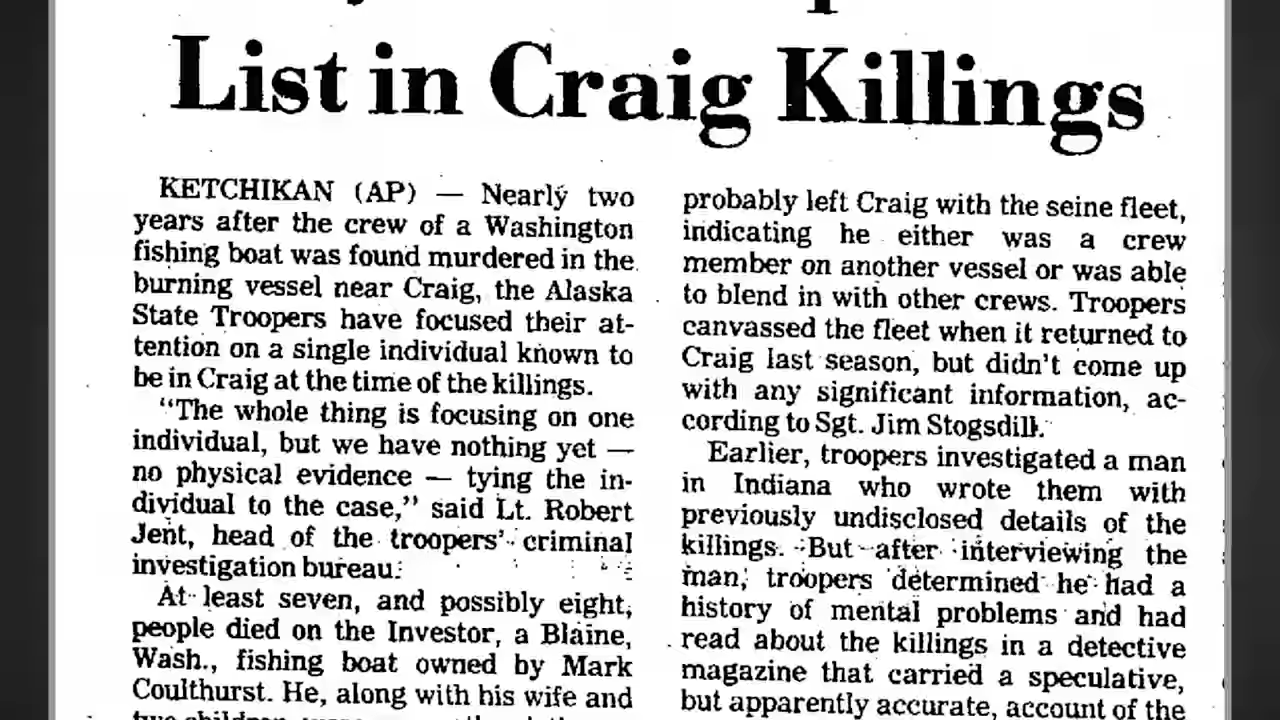 List in Craig Killings
KETCHIKAN (AP) — Nearly two
years after the crew of a Washington
fishing boat was found murdered in the
burning vessel near Craig, the Alaska
State Troopers have focused their at-
tention on a single individual known to
be in Craig at the time of the killings.
"The whole thing is focusing on one
individual, but we have nothing yet —
no physical evidence — tying the in-
dividual to the case," said Lt. Robert
Jent, head of the troopers' criminal
investigation bureau.
At least seven, and possibly eight,
people died on the Investor, a Blaine,
Wash., fishing boat owned by Mark
Coulthurst. He, along with his wife and
probably left Craig with the seine fleet,
indicating he either was a crew
member on another vessel or was able
to blend in with other crews. Troopers
canvassed the fleet when it returned to
Craig last season, but didn't come up
with any significant information, ac-
cording to Sgt. Jim Stogsdill.
Earlier, troopers investigated a man
in Indiana who wrote them with
previously undisclosed details of the
killings. But after interviewing the
man, troopers determined he had a
history of mental problems and had
read about the killings in a detective
magazine that carried a speculative,
but apparently accurate, account of the